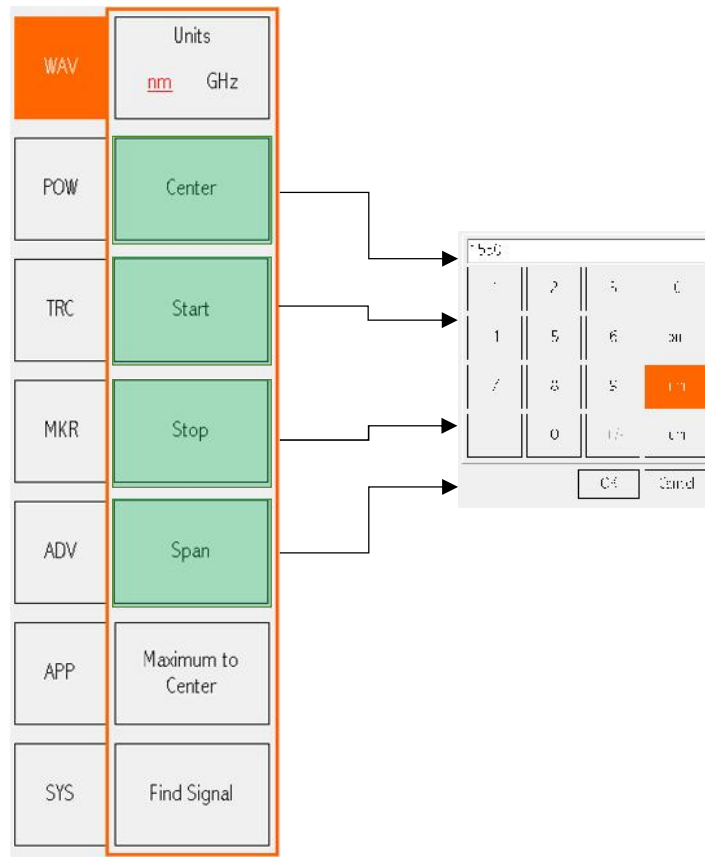 WAV
Units
nm GHz
POW
Center
TRC
Start
MKR
Stop
ADV
Span
APP
Maximum to
Center
SYS
Find Signal
2
5 6
8 9
0
Cancel